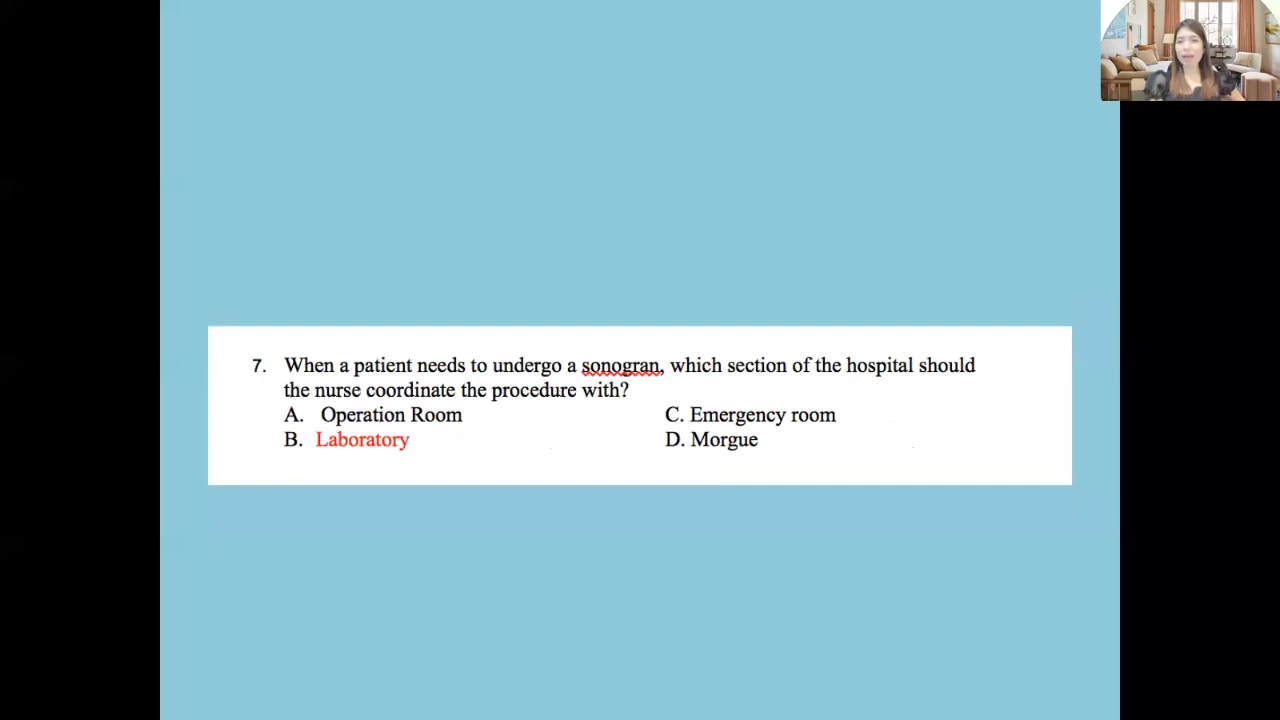 7. When a patient needs to undergo a sonogran, which section of the hospital should
the nurse coordinate the procedure with?
A. Operation Room C. Emergency room
B. Laboratory D. Morgue